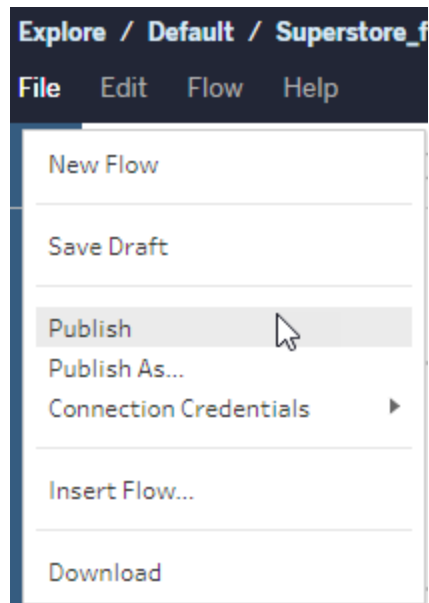 Explore / Default / Superstore_f
File Edit Flow Help
New Flow
Save Draft
Publish
Publish As...
Connection Credentials
Insert Flow...
Download